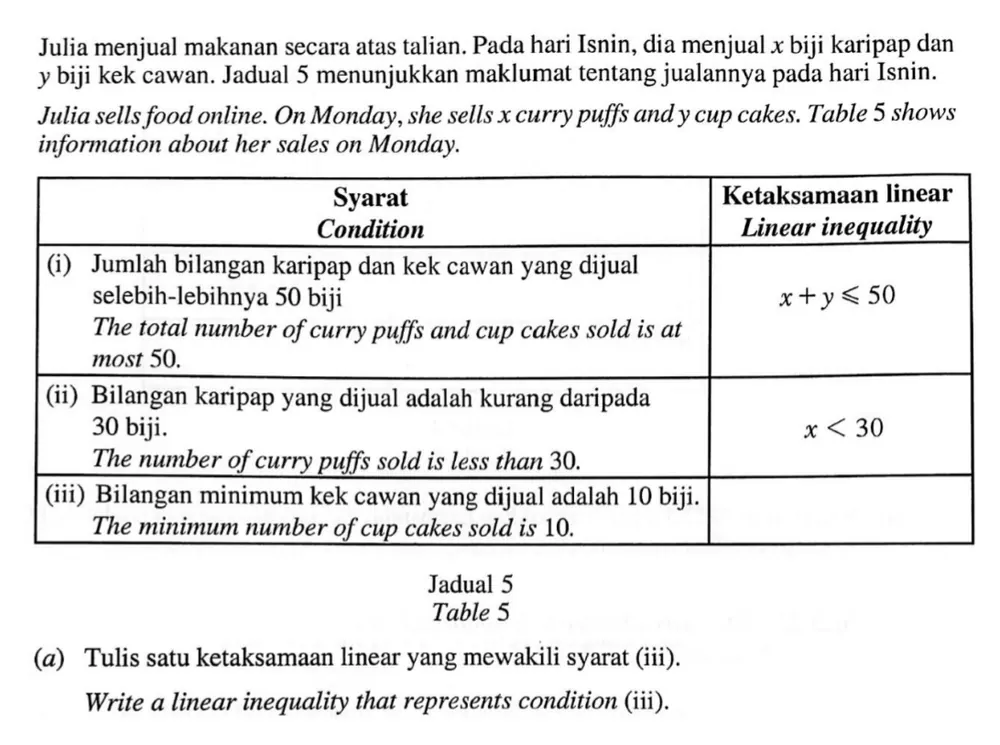 Julia menjual makanan secara atas talian. Pada hari Isnin, dia menjual x biji karipap dan
y biji kek cawan. Jadual 5 menunjukkan maklumat tentang jualannya pada hari Isnin.
Julia sells food online. On Monday, she sells x curry puffs and y cup cakes. Table 5 shows
information about her sales on Monday.
Syarat
Condition
Ketaksamaan linear
Linear inequality
(i) Jumlah bilangan karipap dan kek cawan yang dijual
selebih-lebihnya 50 biji
The total number of curry puffs and cup cakes sold is at
most 50.
x + y ⩽ 50
(ii) Bilangan karipap yang dijual adalah kurang daripada
30 biji.
The number of curry puffs sold is less than 30.
x < 30
(iii) Bilangan minimum kek cawan yang dijual adalah 10 biji.
The minimum number of cup cakes sold is 10.
Jadual 5
Table 5
(a) Tulis satu ketaksamaan linear yang mewakili syarat (iii).
Write a linear inequality that represents condition (iii).